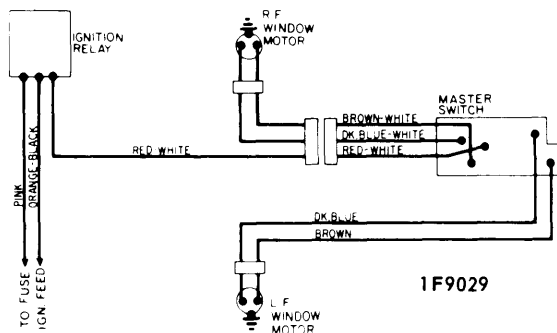 IGNITION
RELAY
R.F.
WINDOW
MOTOR
MASTER
SWITCH
BROWN-WHITE
DK.BLUE-WHITE
RED-WHITE
RED-WHITE
PINK
ORANGE-BLACK
TO FUSE
IGN. FEED
DK.BLUE
BROWN
L.F.
WINDOW
MOTOR
1F9029